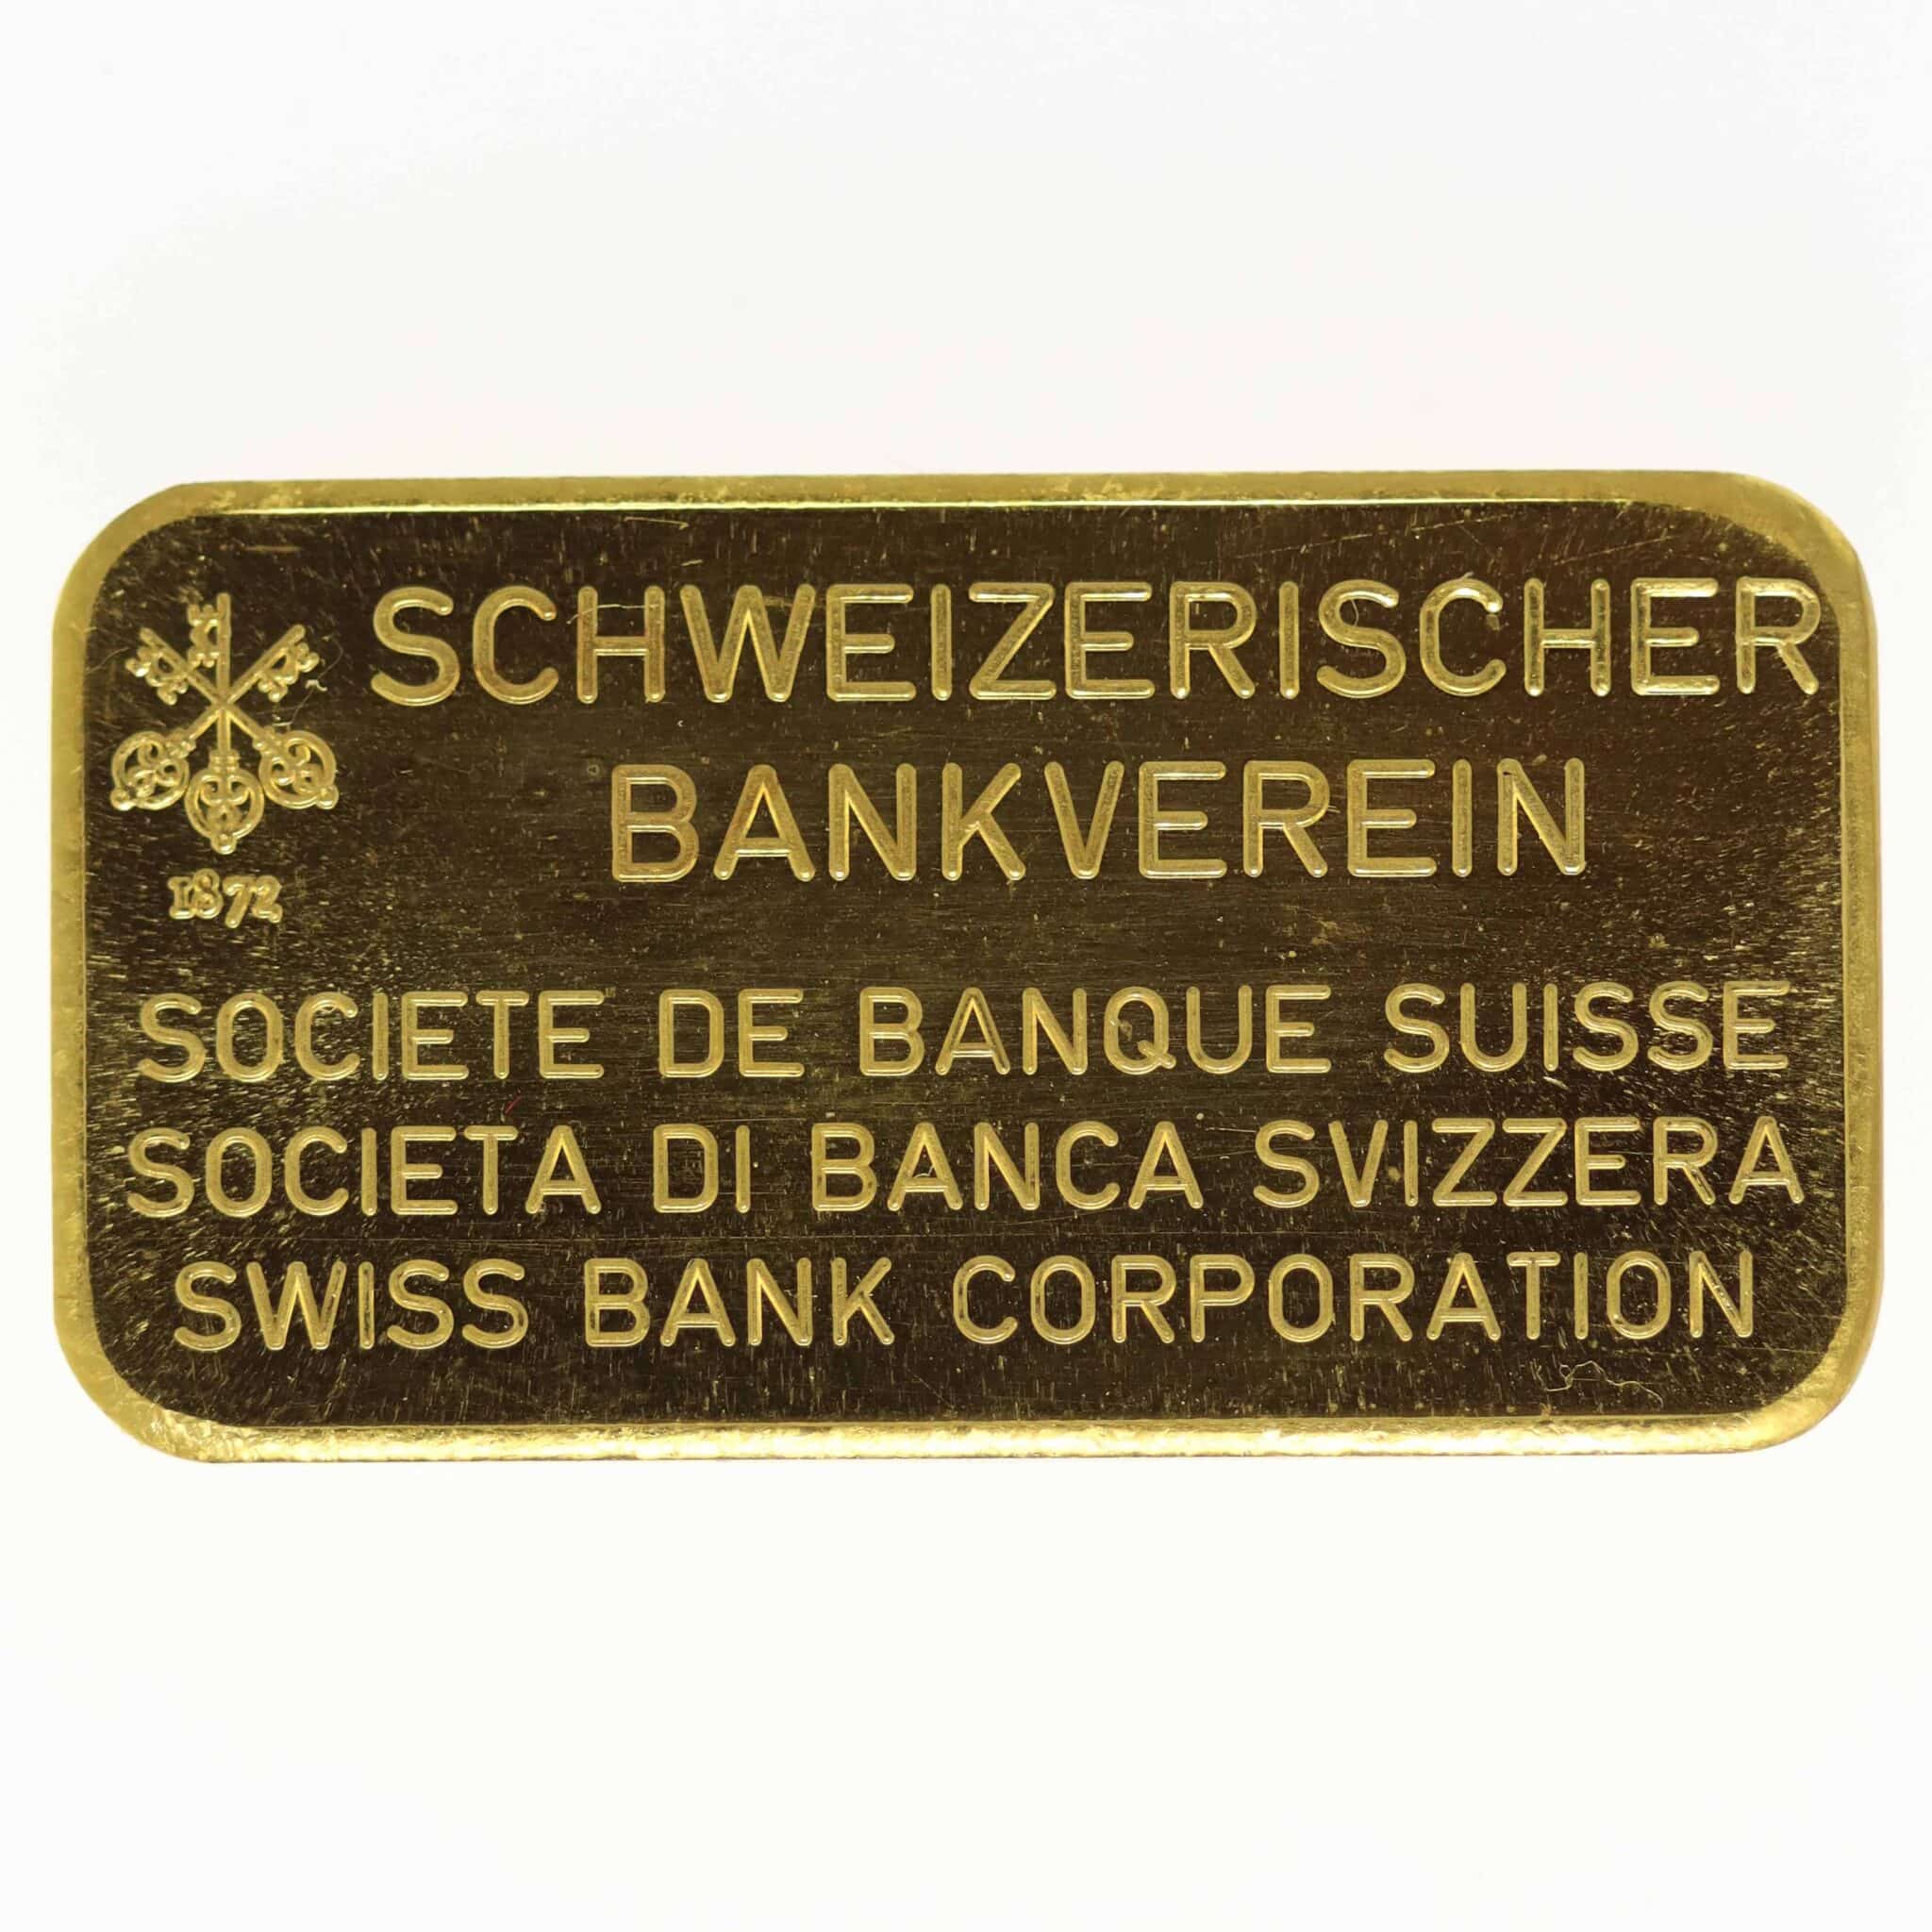 SCHWEIZERISCHER
BANKVEREIN
1872
SOCIETE DE BANQUE SUISSE
SOCIETA DI BANCA SVIZZERA
SWISS BANK CORPORATION